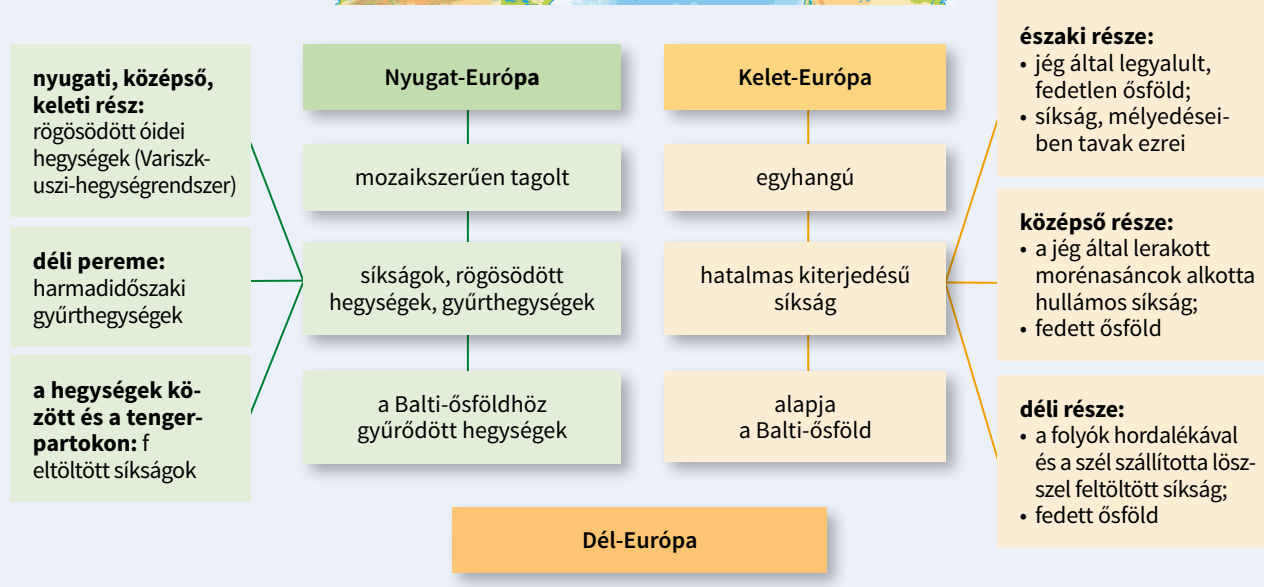 nyugati, középső,
keleti rész:
rögösödött óidei
hegységek (Variszk-
uszi-hegységrendszer)
déli pereme:
harmadidőszaki
gyűrthegységek
a hegységek kö-
zött és a tenger-
partokon: f
eltöltött síkságok
Nyugat-Európa
mozaikszerűen tagolt
síkságok, rögösödött
hegységek, gyűrthegységek
a Balti-ősföldhöz
gyűrődött hegységek
Kelet-Európa
egyhangú
hatalmas kiterjedésű
síkság
alapja
a Balti-ősföld
északi része:
• jég által legyalult,
fedetlen ősföld;
• síkság, mélyedései-
ben tavak ezrei
középső része:
• a jég által lerakott
morénasáncok alkotta
hullámos síkság;
• fedett ősföld
déli része:
• a folyók hordalékával
és a szél szállította lösz-
szel feltöltött síkság;
• fedett ősföld
Dél-Európa